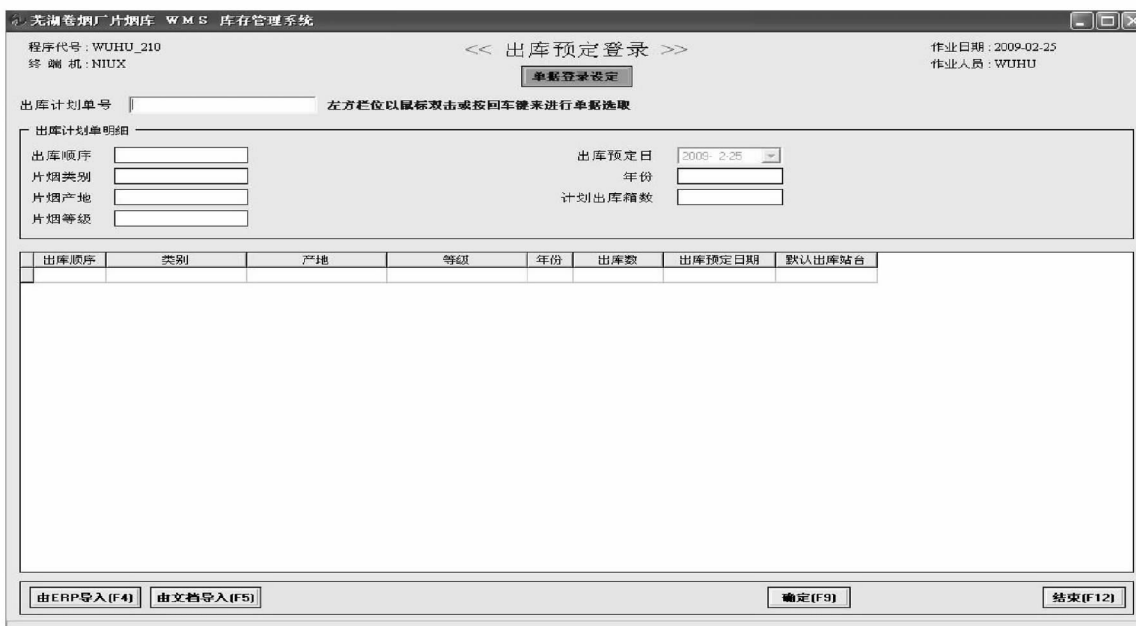 芜湖卷烟厂片烟库 WMS 库存管理系统
程序代号:WUHU_210
<< 出库预定登录 >>
作业日期:2009-02-25
终端机:NIUX
单据登录设定
作业人员:WUHU
出库计划单号
左方栏位以鼠标双击或按回车键来进行单据选取
出库计划单明细
出库顺序
出库预定日 2009- 2-25
片烟类别
年份
片烟产地
计划出库箱数
片烟等级
出库顺序 类别 产地 等级 年份 出库数 出库预定日期 默认出库站台
由ERP导入(F4) 由文档导入(F5) 确定(F9) 结束(F12)